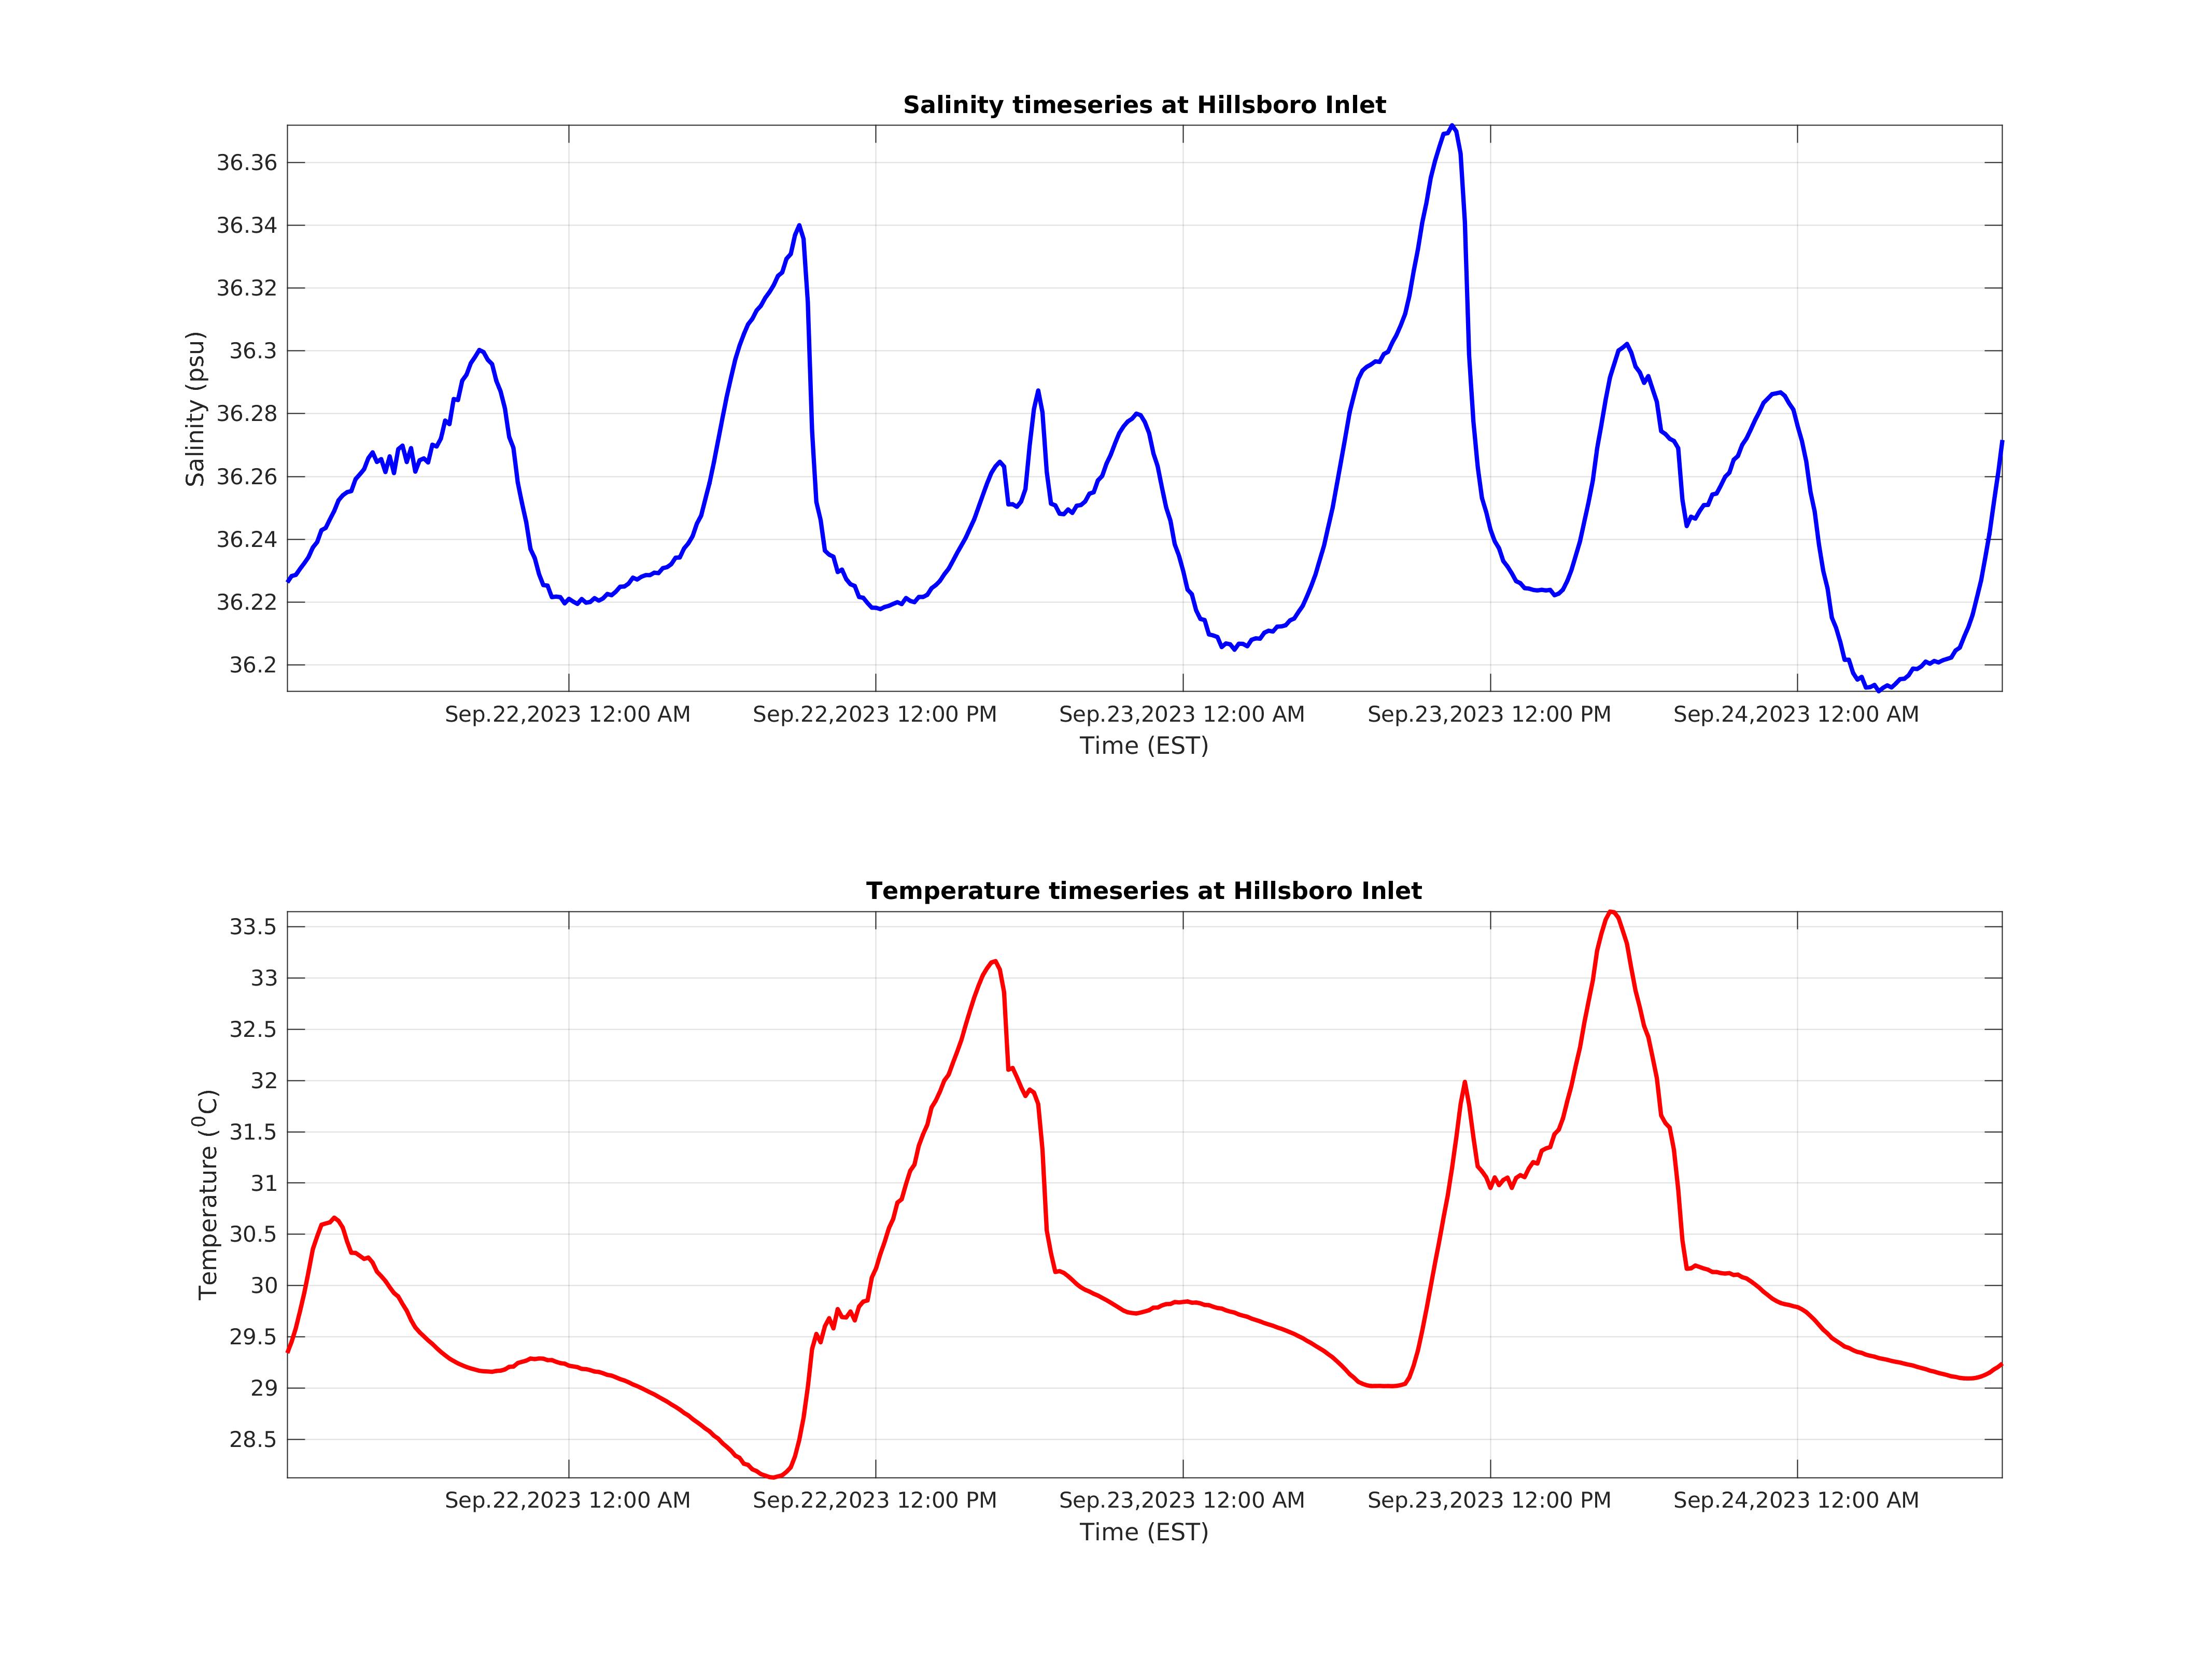 Salinity timeseries at Hillsboro Inlet
36.36
36.34
36.32
36.3
36.28
36.26
36.24
36.22
36.2
Salinity (psu)
Sep.22,2023 12:00 AM
Sep.22,2023 12:00 PM
Sep.23,2023 12:00 AM
Sep.23,2023 12:00 PM
Sep.24,2023 12:00 AM
Time (EST)
Temperature timeseries at Hillsboro Inlet
33.5
33
32.5
32
31.5
31
30.5
30
29.5
29
28.5
Temperature (⁰C)
Sep.22,2023 12:00 AM
Sep.22,2023 12:00 PM
Sep.23,2023 12:00 AM
Sep.23,2023 12:00 PM
Sep.24,2023 12:00 AM
Time (EST)